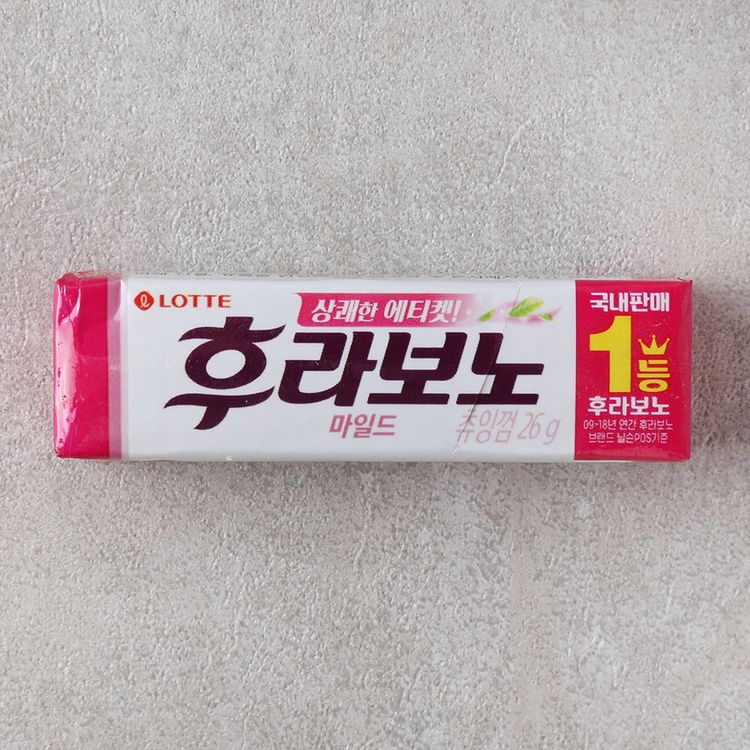 LOTTE
상쾌한 에티켓!
후라보노
마일드
츄잉껌 26g
국내판매
1등
후라보노
09-18년 연간 후라보노
브랜드 닐슨POS기준